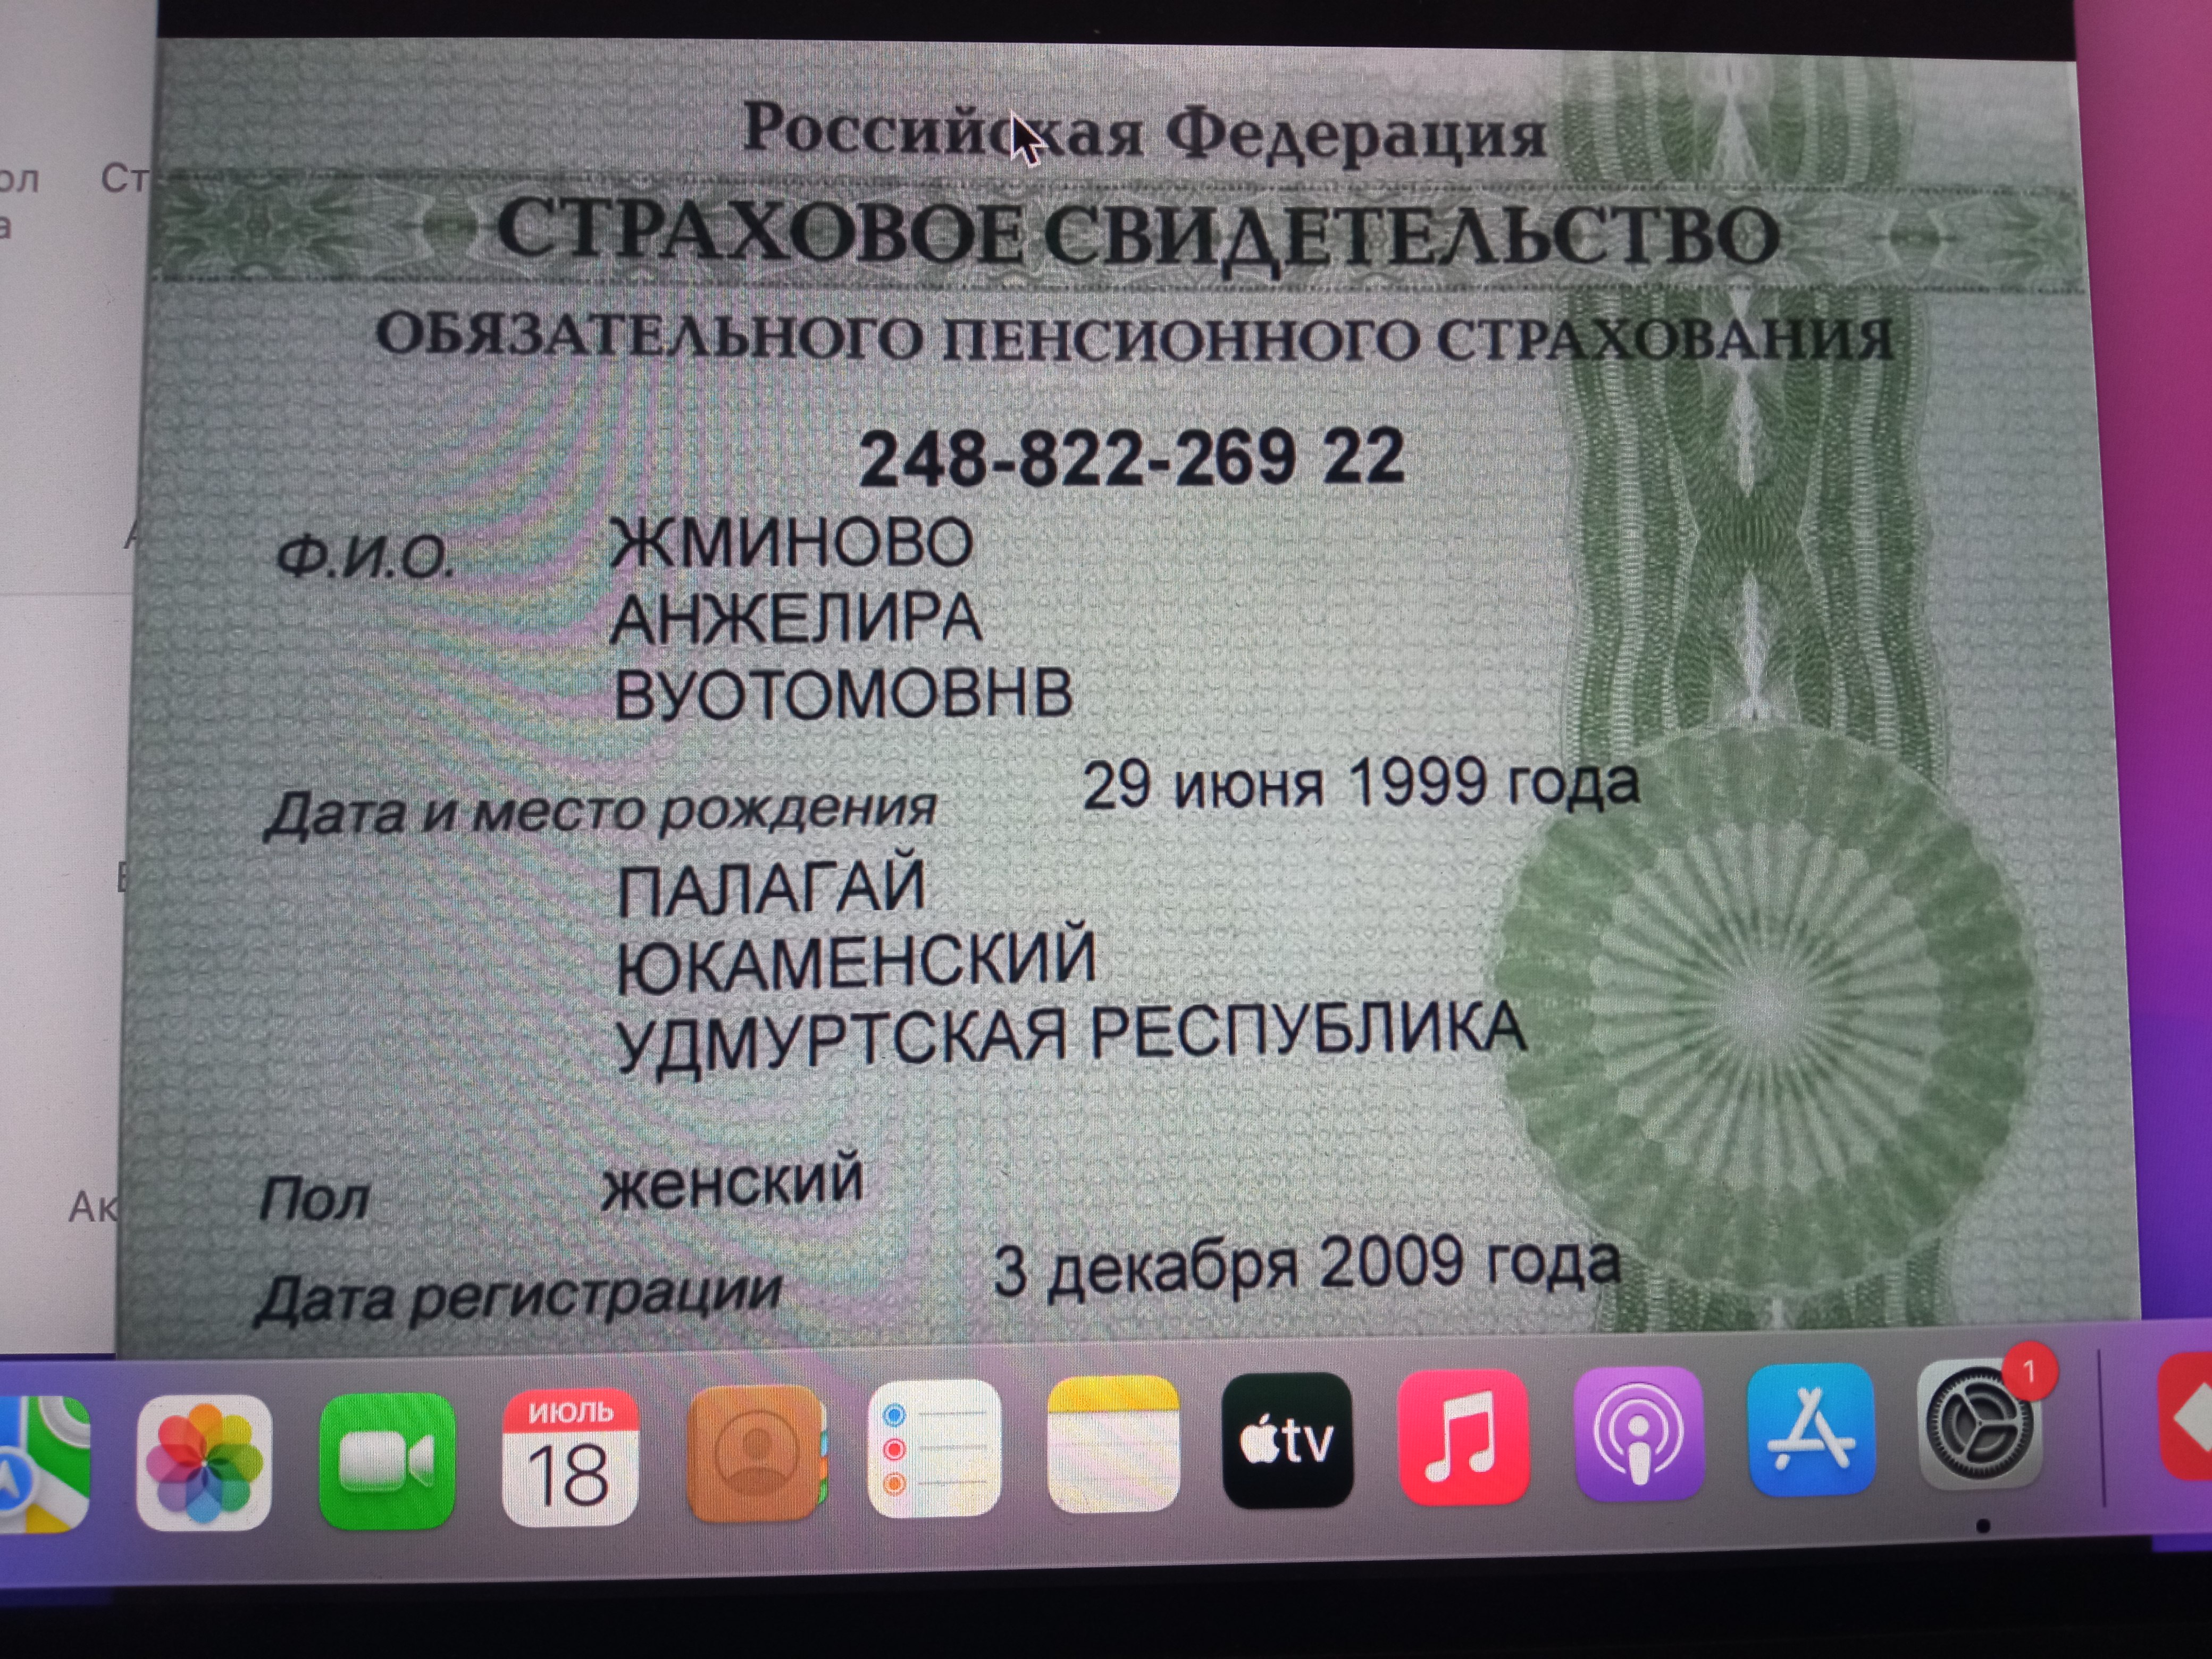 ол
Ст
а
Российская Федерация
СТРАХОВОЕ СВИДЕТЕЛЬСТВО
ОБЯЗАТЕЛЬНОГО ПЕНСИОННОГО СТРАХОВАНИЯ
248-822-269 22
Ф.И.О. ЖМИНОВО
АНЖЕЛИРА
ВУОТОМОВНВ
Дата и место рождения 29 июня 1999 года
ПАЛАГАЙ
ЮКАМЕНСКИЙ
УДМУРТСКАЯ РЕСПУБЛИКА
Пол женский
Ак
Дата регистрации 3 декабря 2009 года
ИЮЛЬ
18
tv
1